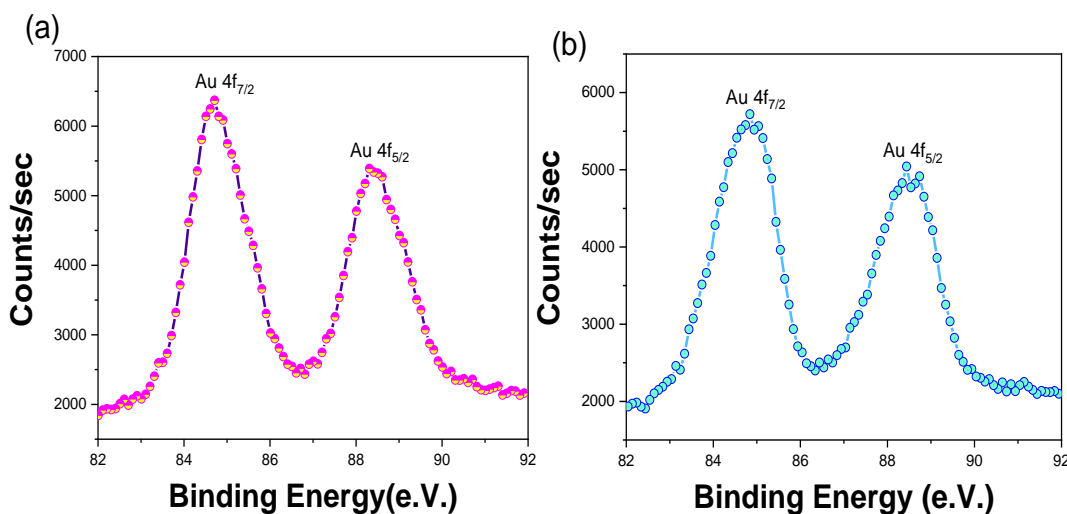 (a)
7000
6000
5000
4000
3000
2000
Counts/sec
Au 4f7/2
Au 4f5/2
82 84 86 88 90 92
Binding Energy(e.V.)
(b)
6000
5000
4000
3000
2000
Counts/sec
Au 4f7/2
Au 4f5/2
82 84 86 88 90 92
Binding Energy (e.V.)